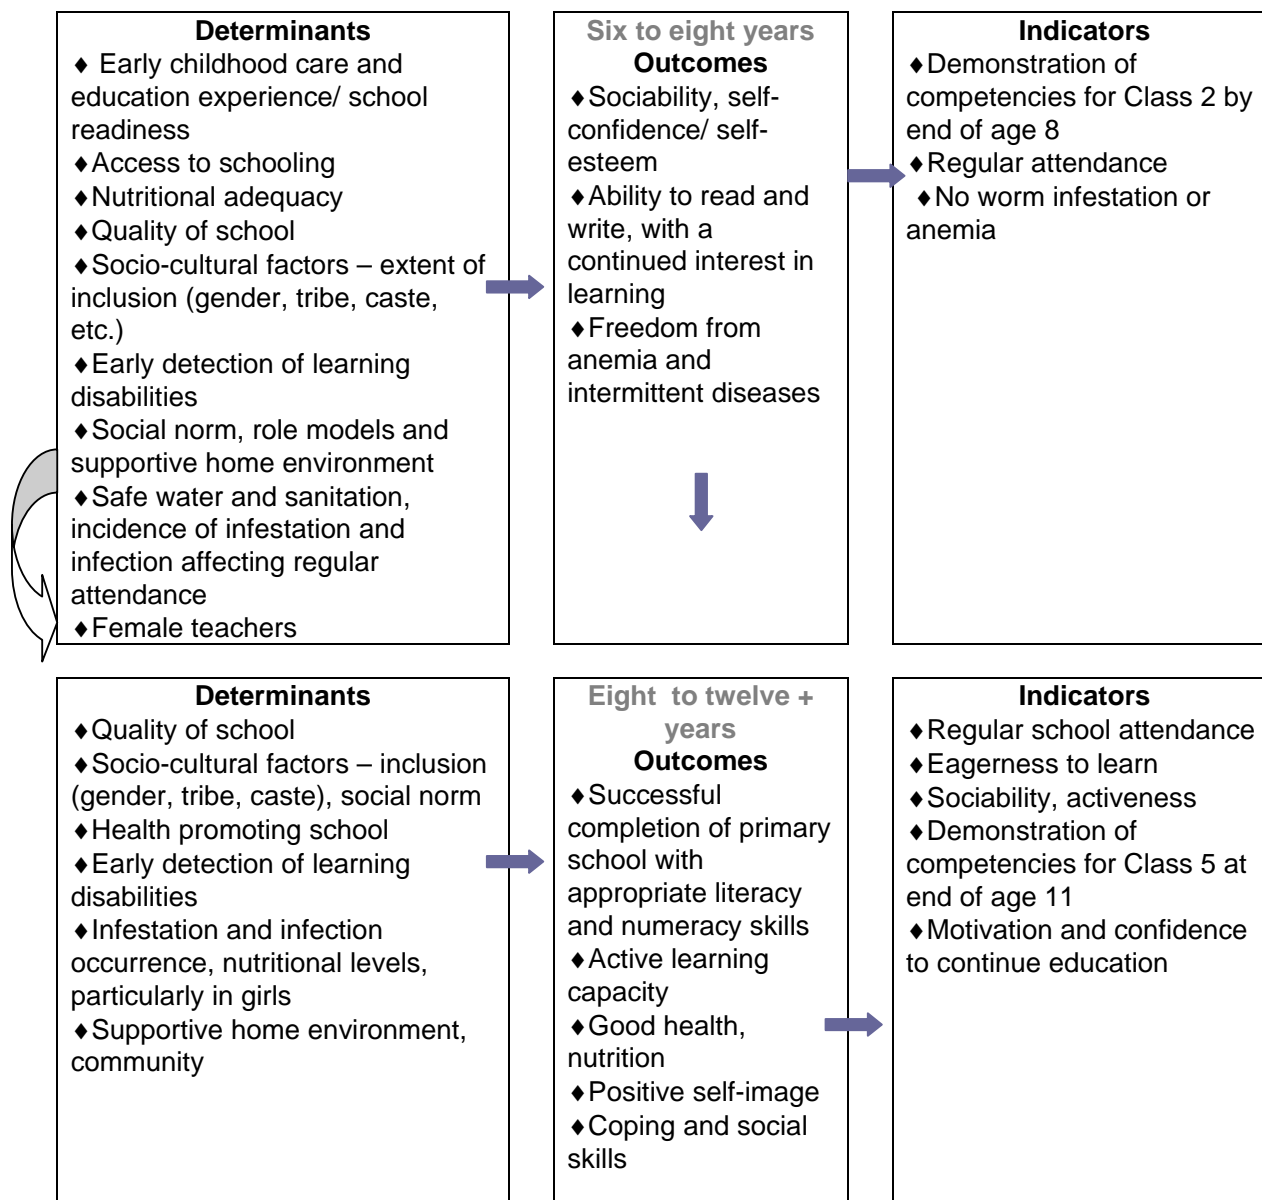 Determinants
♦ Early childhood care and
education experience/ school
readiness
♦Access to schooling
♦Nutritional adequacy
♦Quality of school
♦Socio-cultural factors – extent of
inclusion (gender, tribe, caste,
etc.)
♦Early detection of learning
disabilities
♦Social norm, role models and
supportive home environment
♦Safe water and sanitation,
incidence of infestation and
infection affecting regular
attendance
♦Female teachers
Six to eight years
Outcomes
♦Sociability, self-
confidence/ self-
esteem
♦Ability to read and
write, with a
continued interest in
learning
♦Freedom from
anemia and
intermittent diseases
Indicators
♦Demonstration of
competencies for Class 2 by
end of age 8
♦Regular attendance
♦No worm infestation or
anemia
Determinants
♦Quality of school
♦Socio-cultural factors – inclusion
(gender, tribe, caste), social norm
♦Health promoting school
♦Early detection of learning
disabilities
♦Infestation and infection
occurrence, nutritional levels,
particularly in girls
♦Supportive home environment,
community
Eight to twelve +
years
Outcomes
♦Successful
completion of primary
school with
appropriate literacy
and numeracy skills
♦Active learning
capacity
♦Good health,
nutrition
♦Positive self-image
♦Coping and social
skills
Indicators
♦Regular school attendance
♦Eagerness to learn
♦Sociability, activeness
♦Demonstration of
competencies for Class 5 at
end of age 11
♦Motivation and confidence
to continue education